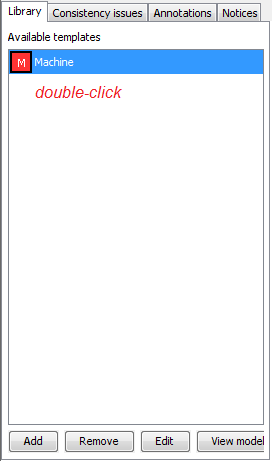 Library Consistency issues Annotations Notices
Available templates
M Machine
double-click
Add Remove Edit View model